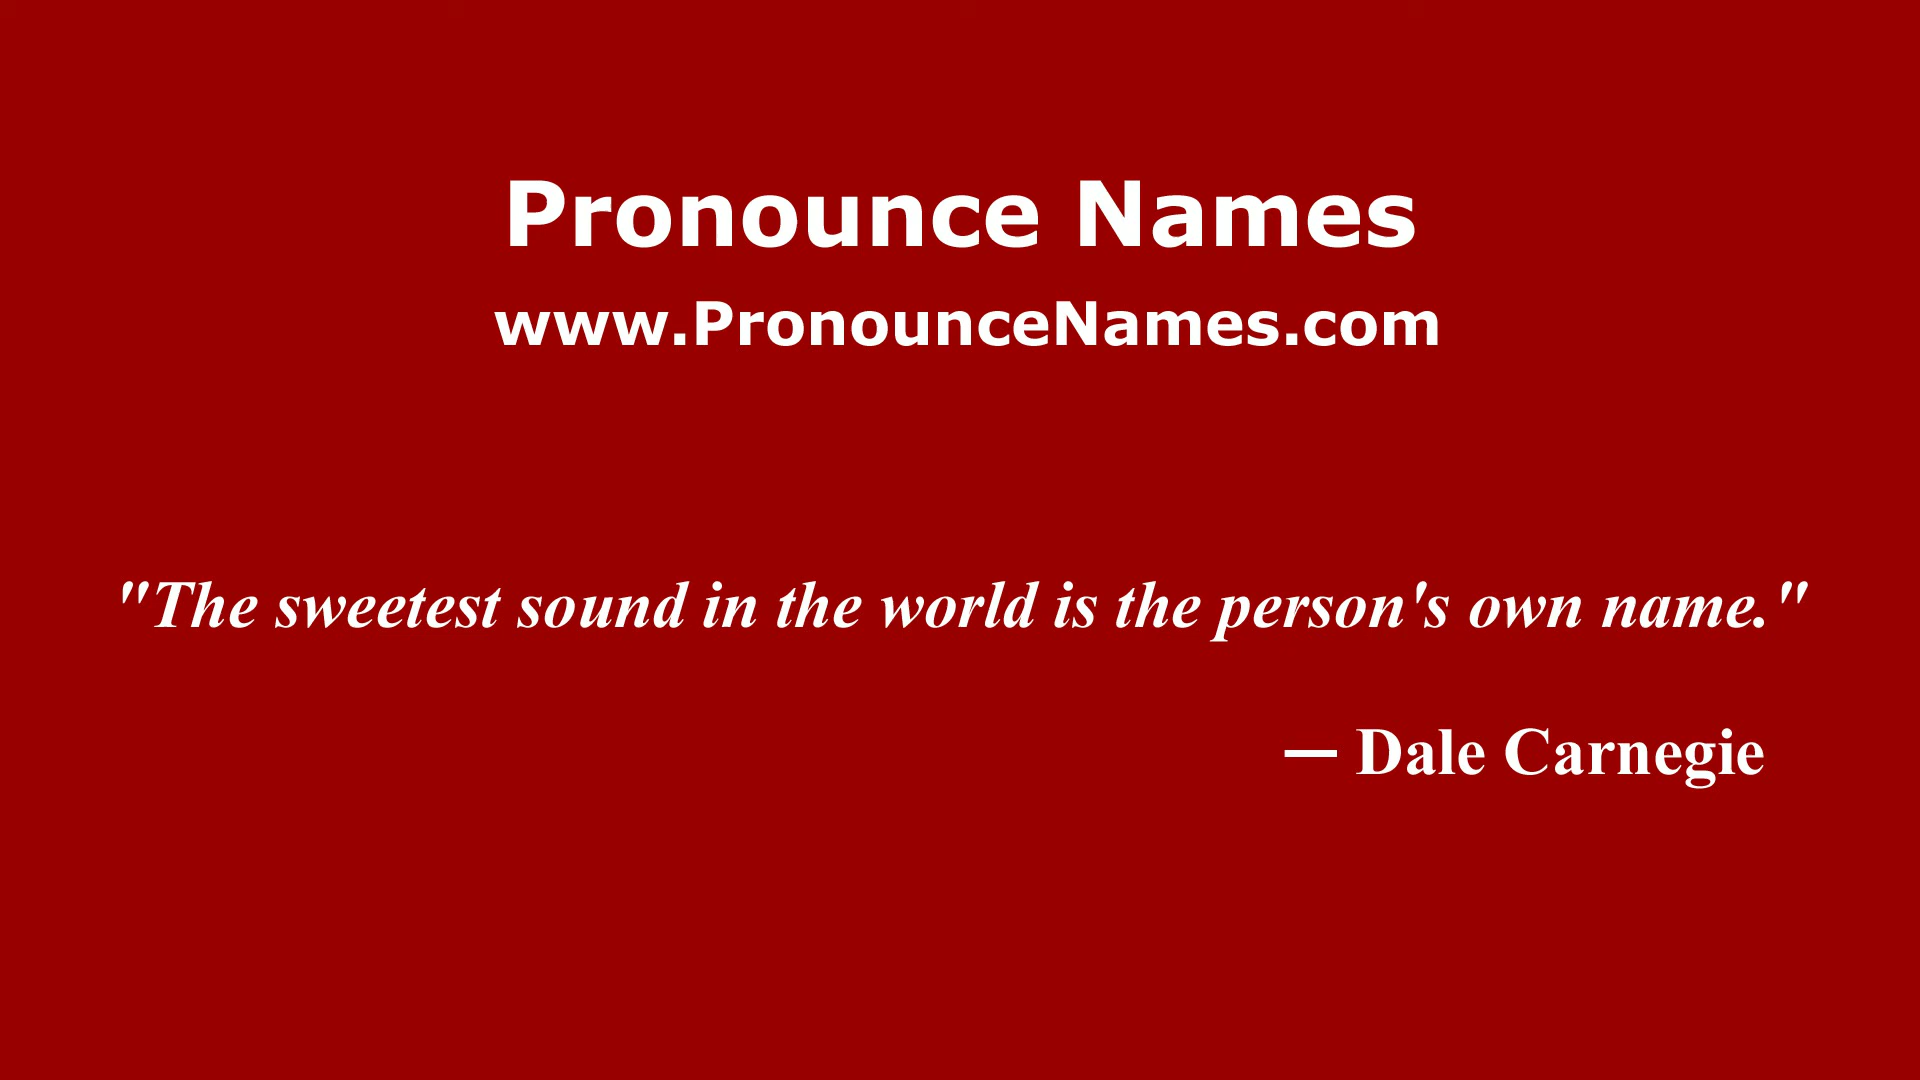 Pronounce Names
www.PronounceNames.com
"The sweetest sound in the world is the person's own name."
— Dale Carnegie